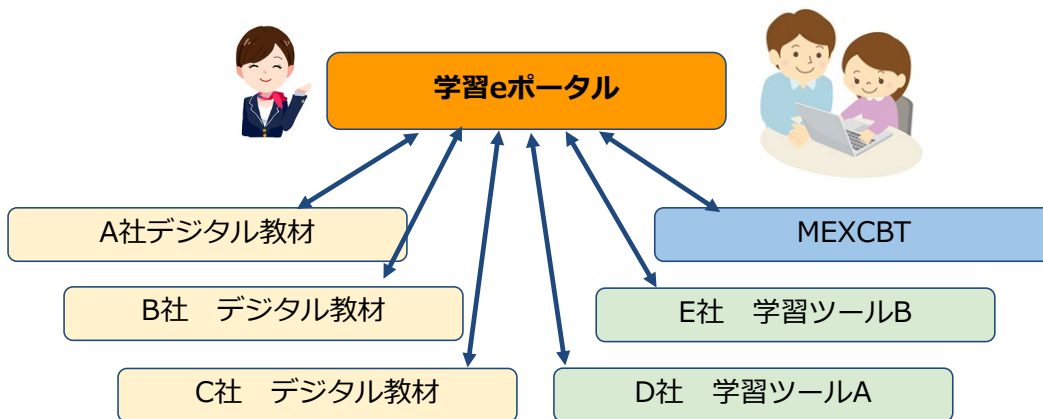 学習eポータル
A社デジタル教材
MEXCBT
B社　デジタル教材
E社　学習ツールB
C社　デジタル教材
D社　学習ツールA